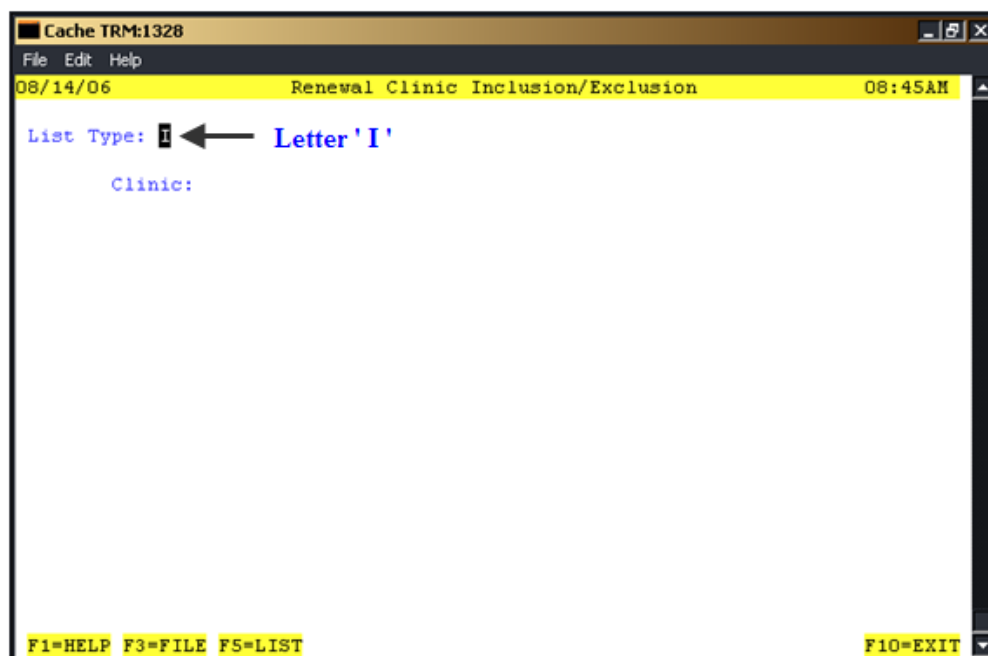 Cache TRM:1328
File Edit Help
08/14/06 Renewal Clinic Inclusion/Exclusion 08:45AM
List Type: I Letter ' I '
Clinic:
F1=HELP F3=FILE F5=LIST F10=EXIT